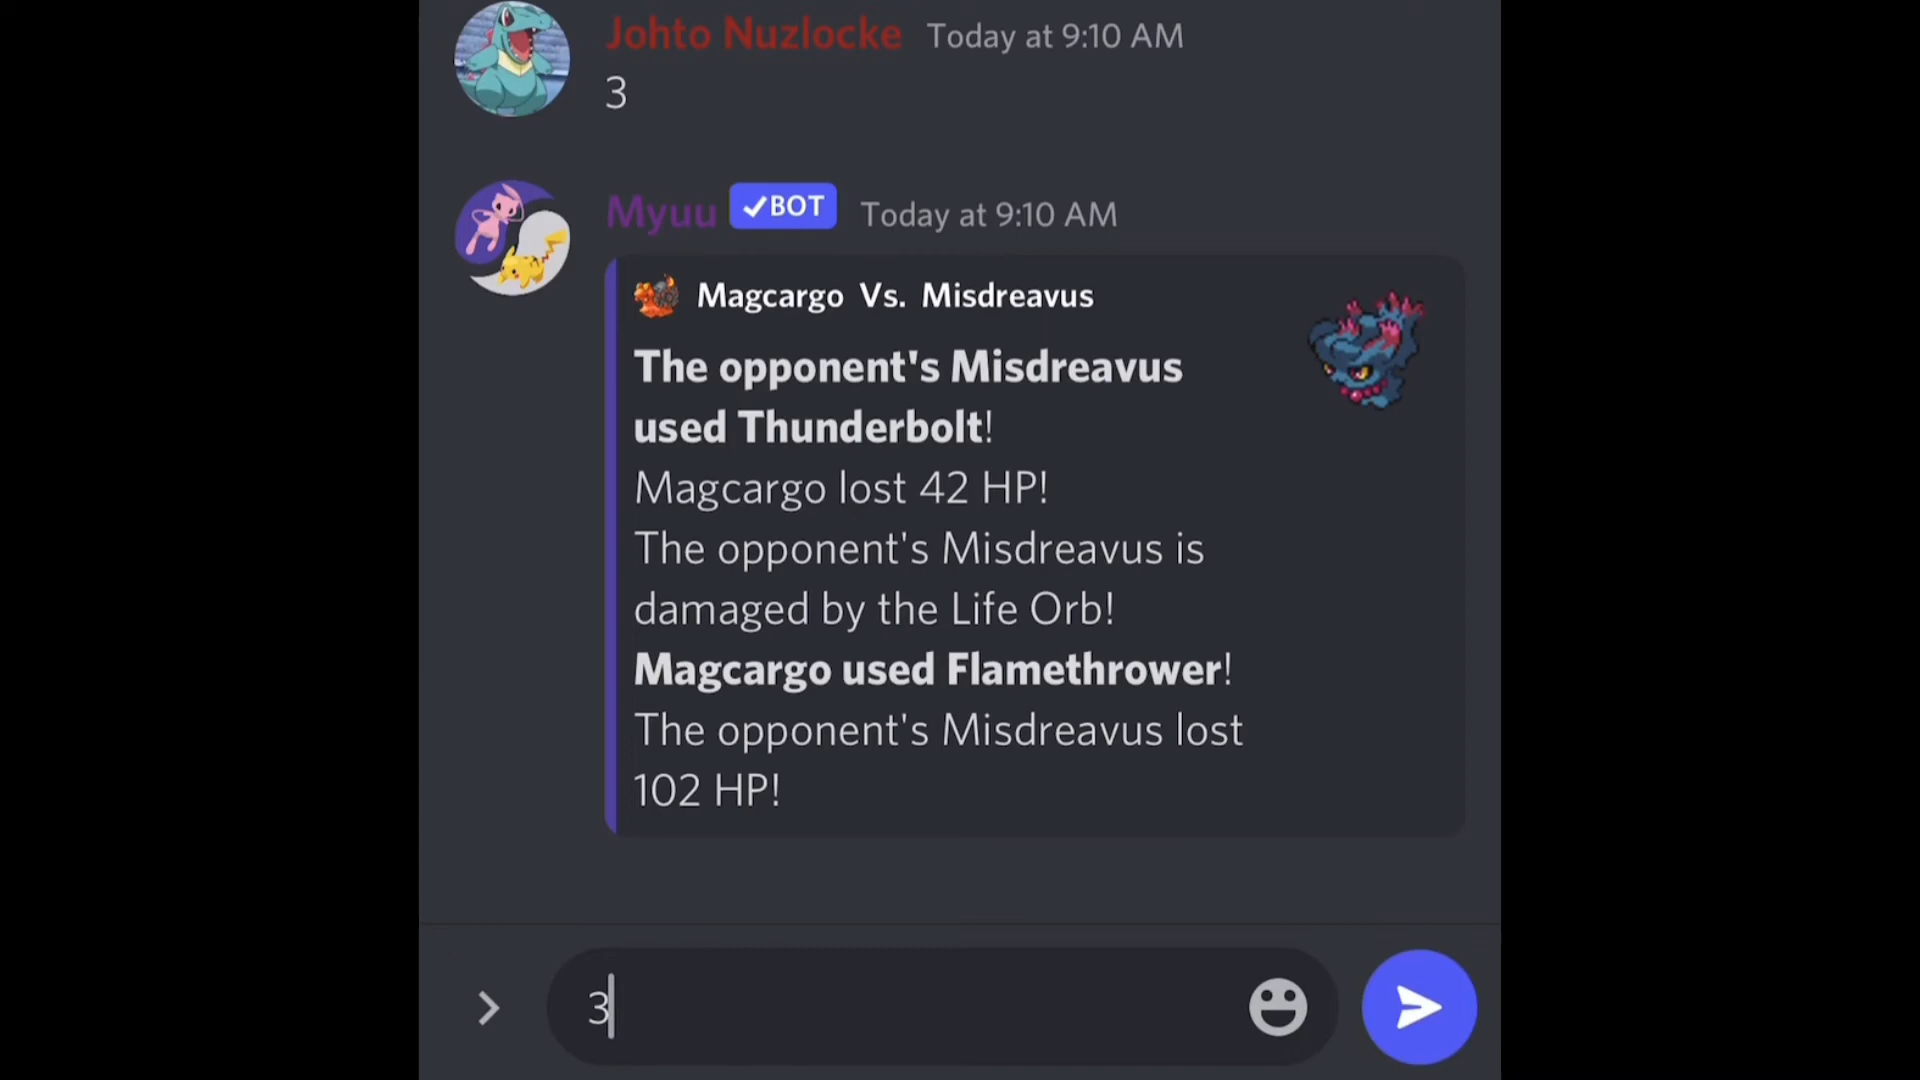 Johto Nuzlocke Today at 9:10 AM
3
Myuu ✓BOT Today at 9:10 AM
Magcargo Vs. Misdreavus
The opponent's Misdreavus
used Thunderbolt!
Magcargo lost 42 HP!
The opponent's Misdreavus is
damaged by the Life Orb!
Magcargo used Flamethrower!
The opponent's Misdreavus lost
102 HP!
3